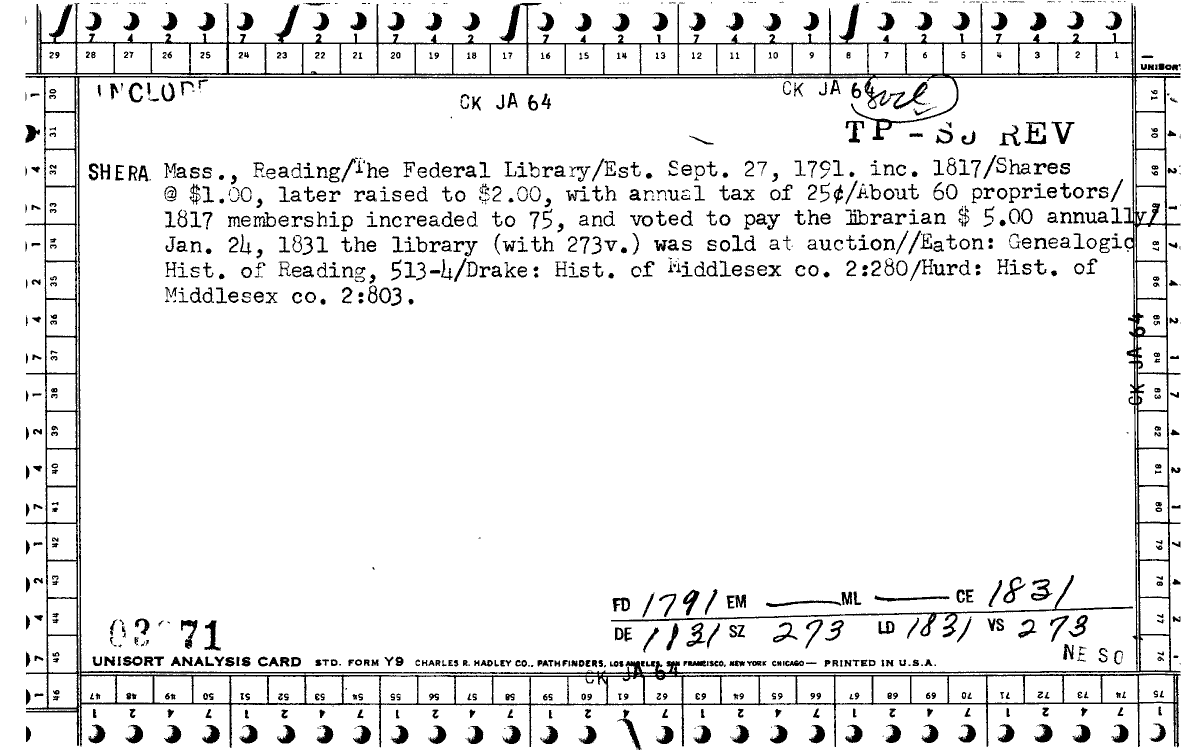 7 4 2 1 7 4 2 1 7 4 2 1 7 4 2 1 7 4 2 1 7 4 2 1 7 4 2 1
29 28 27 26 25 24 23 22 21 20 19 18 17 16 15 14 13 12 11 10 9 8 7 6 5 4 3 2 1
UNISORT
INCLUDE
CK JA 64
CK JA 64
TP - SJ REV
SHERA Mass., Reading/The Federal Library/Est. Sept. 27, 1791. inc. 1817/Shares
@ $1.00, later raised to $2.00, with annual tax of 25¢/About 60 proprietors/
1817 membership increaded to 75, and voted to pay the librarian $ 5.00 annually/
Jan. 24, 1831 the library (with 273v.) was sold at auction//Eaton: Genealogic
Hist. of Reading, 513-4/Drake: Hist. of Middlesex co. 2:280/Hurd: Hist. of
Middlesex co. 2:803.
CK JA 64
FD 1791 EM — ML — CE 1831
DE 1831 SZ 273 LD 1831 VS 273
71
NE SO
UNISORT ANALYSIS CARD STD. FORM Y9 CHARLES R. HADLEY CO., PATHFINDERS, LOS ANGELES, SAN FRANCISCO, NEW YORK CHICAGO — PRINTED IN U.S.A.
CK JA 64
30 31 32 33 34 35 36 37 38 39 40 41 42 43 44 45 46
47 48 49 50 51 52 53 54 55 56 57 58 59 60 61 62 63 64 65 66 67 68 69 70 71 72 73 74 75
76 77 78 79 80 81 82 83 84 85 86 87 88 89 90 91